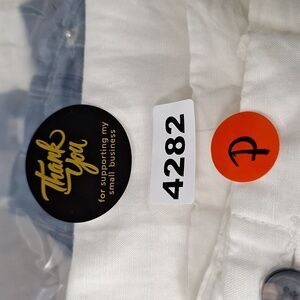 Thank
You
for supporting my
small business
4282
P